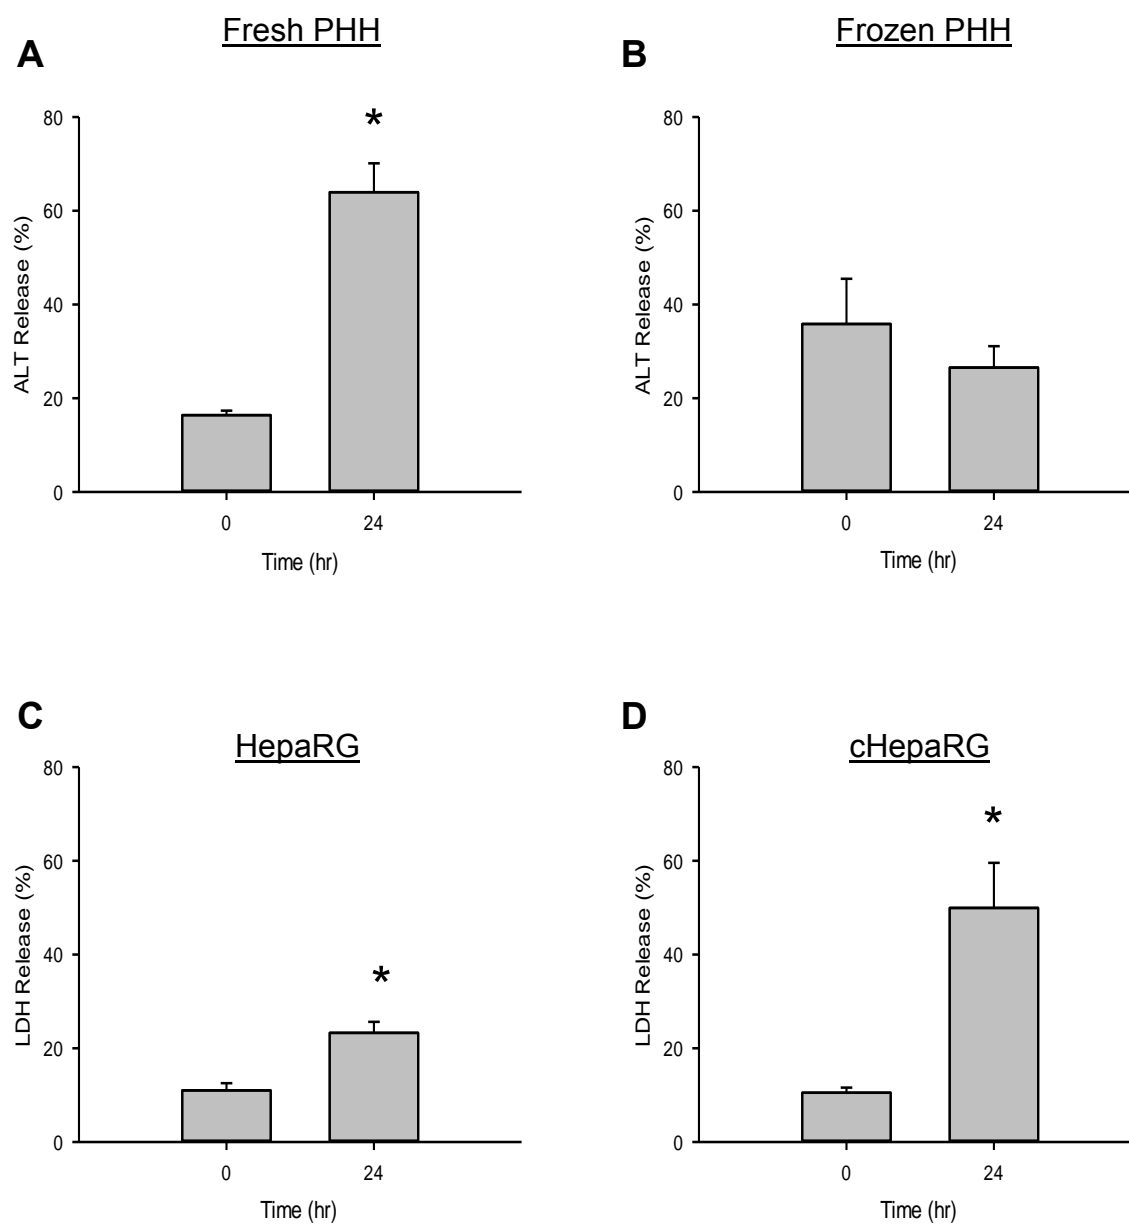 A
Fresh PHH
80
60
40
20
0
ALT Release (%)
*
0
24
Time (hr)
B
Frozen PHH
80
60
40
20
0
ALT Release (%)
0
24
Time (hr)
C
HepaRG
80
60
40
20
0
LDH Release (%)
*
0
24
Time (hr)
D
cHepaRG
80
60
40
20
0
LDH Release (%)
*
0
24
Time (hr)